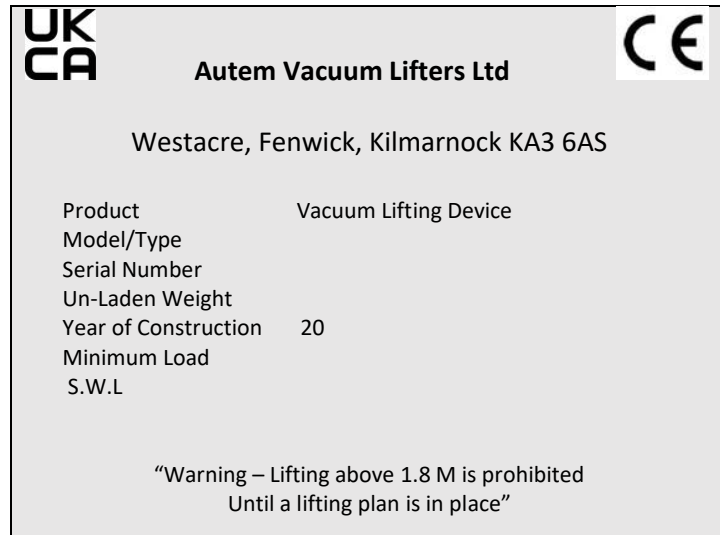 UK
CA
CE
Autem Vacuum Lifters Ltd
Westacre, Fenwick, Kilmarnock KA3 6AS
Product Vacuum Lifting Device
Model/Type
Serial Number
Un-Laden Weight
Year of Construction 20
Minimum Load
S.W.L
“Warning – Lifting above 1.8 M is prohibited
Until a lifting plan is in place”